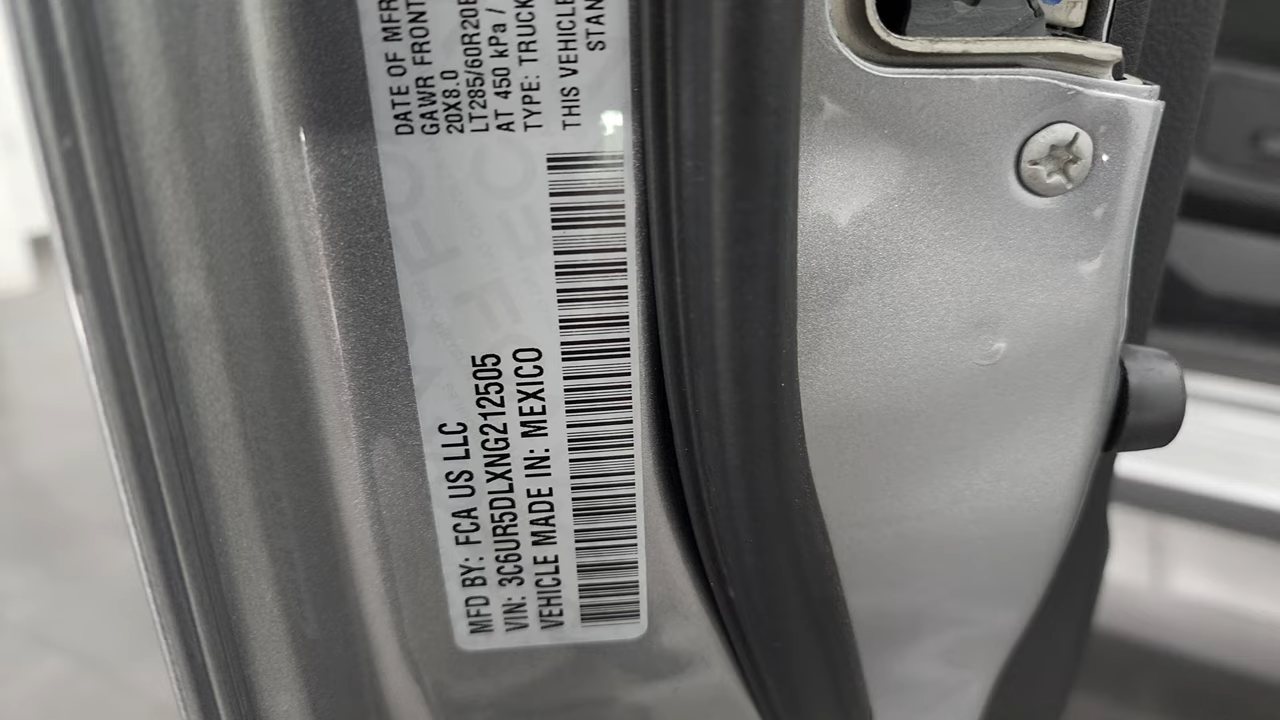 MFD BY: FCA US LLC
VIN: 3C6UR5DLXNG212505
VEHICLE MADE IN: MEXICO
DATE OF MFR
GAWR FRONT
20X8.0
LT285/60R20E
AT 450 kPa /
TYPE: TRUCK
THIS VEHICLE
STAN